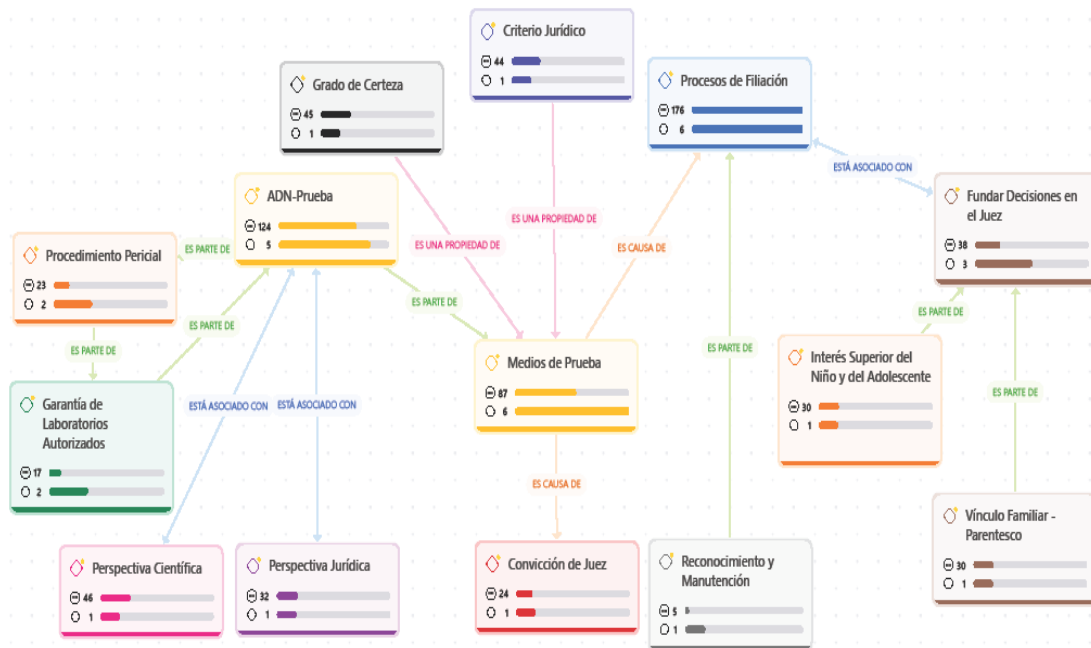 Criterio Jurídico
44
1
Grado de Certeza
45
1
Procesos de Filiación
176
6
ESTÁ ASOCIADO CON
ADN-Prueba
124
5
Fundar Decisiones en
el Juez
38
3
ES UNA PROPIEDAD DE
ES UNA PROPIEDAD DE
Procedimiento Pericial
23
2
ES PARTE DE
ES CAUSA DE
ES PARTE DE
ES PARTE DE
ES PARTE DE
ES PARTE DE
ES PARTE DE
Medios de Prueba
87
6
Interés Superior del
Niño y del Adolescente
30
1
ES PARTE DE
Garantía de
Laboratorios
Autorizados
17
2
ESTÁ ASOCIADO CON
ESTÁ ASOCIADO CON
ES CAUSA DE
Vínculo Familiar -
Parentesco
30
1
Perspectiva Científica
46
1
Perspectiva Jurídica
32
1
Convicción de Juez
24
1
Reconocimiento y
Manutención
5
1